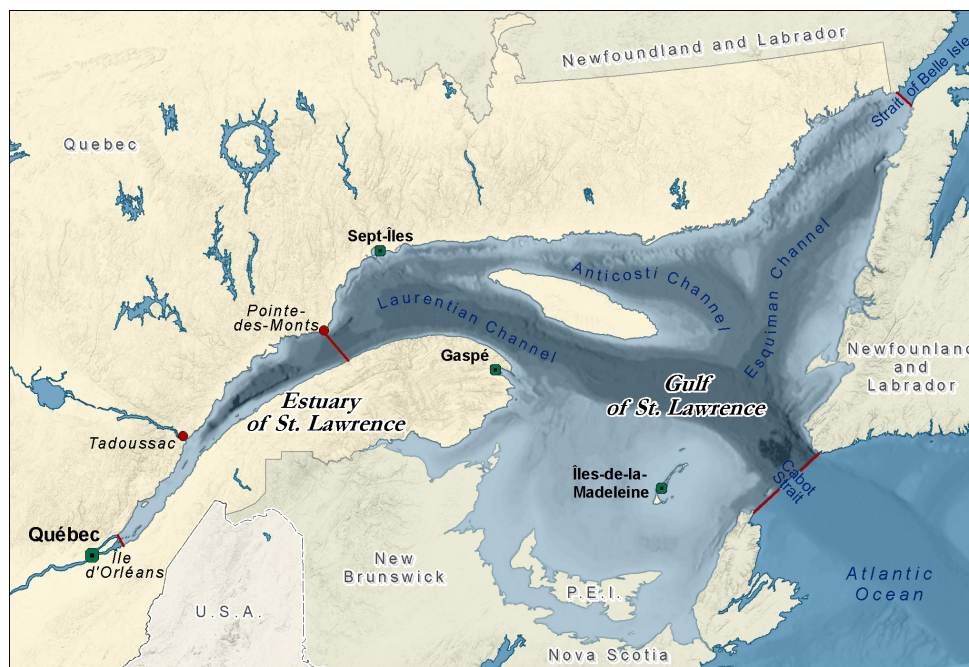 Newfoundland and Labrador
Strait of Belle Isle
Quebec
Sept-Îles
Anticosti Channel
Esquiman Channel
Laurentian Channel
Pointe-
des-Monts
Gaspé
Newfounland
and
Labrador
Gulf
of St. Lawrence
Estuary
of St. Lawrence
Tadoussac
Îles-de-la-
Madeleine
Cabot
Strait
Québec
Île
d'Orléans
New
Brunswick
Atlantic
Ocean
P.E.I.
U.S.A.
Nova Scotia